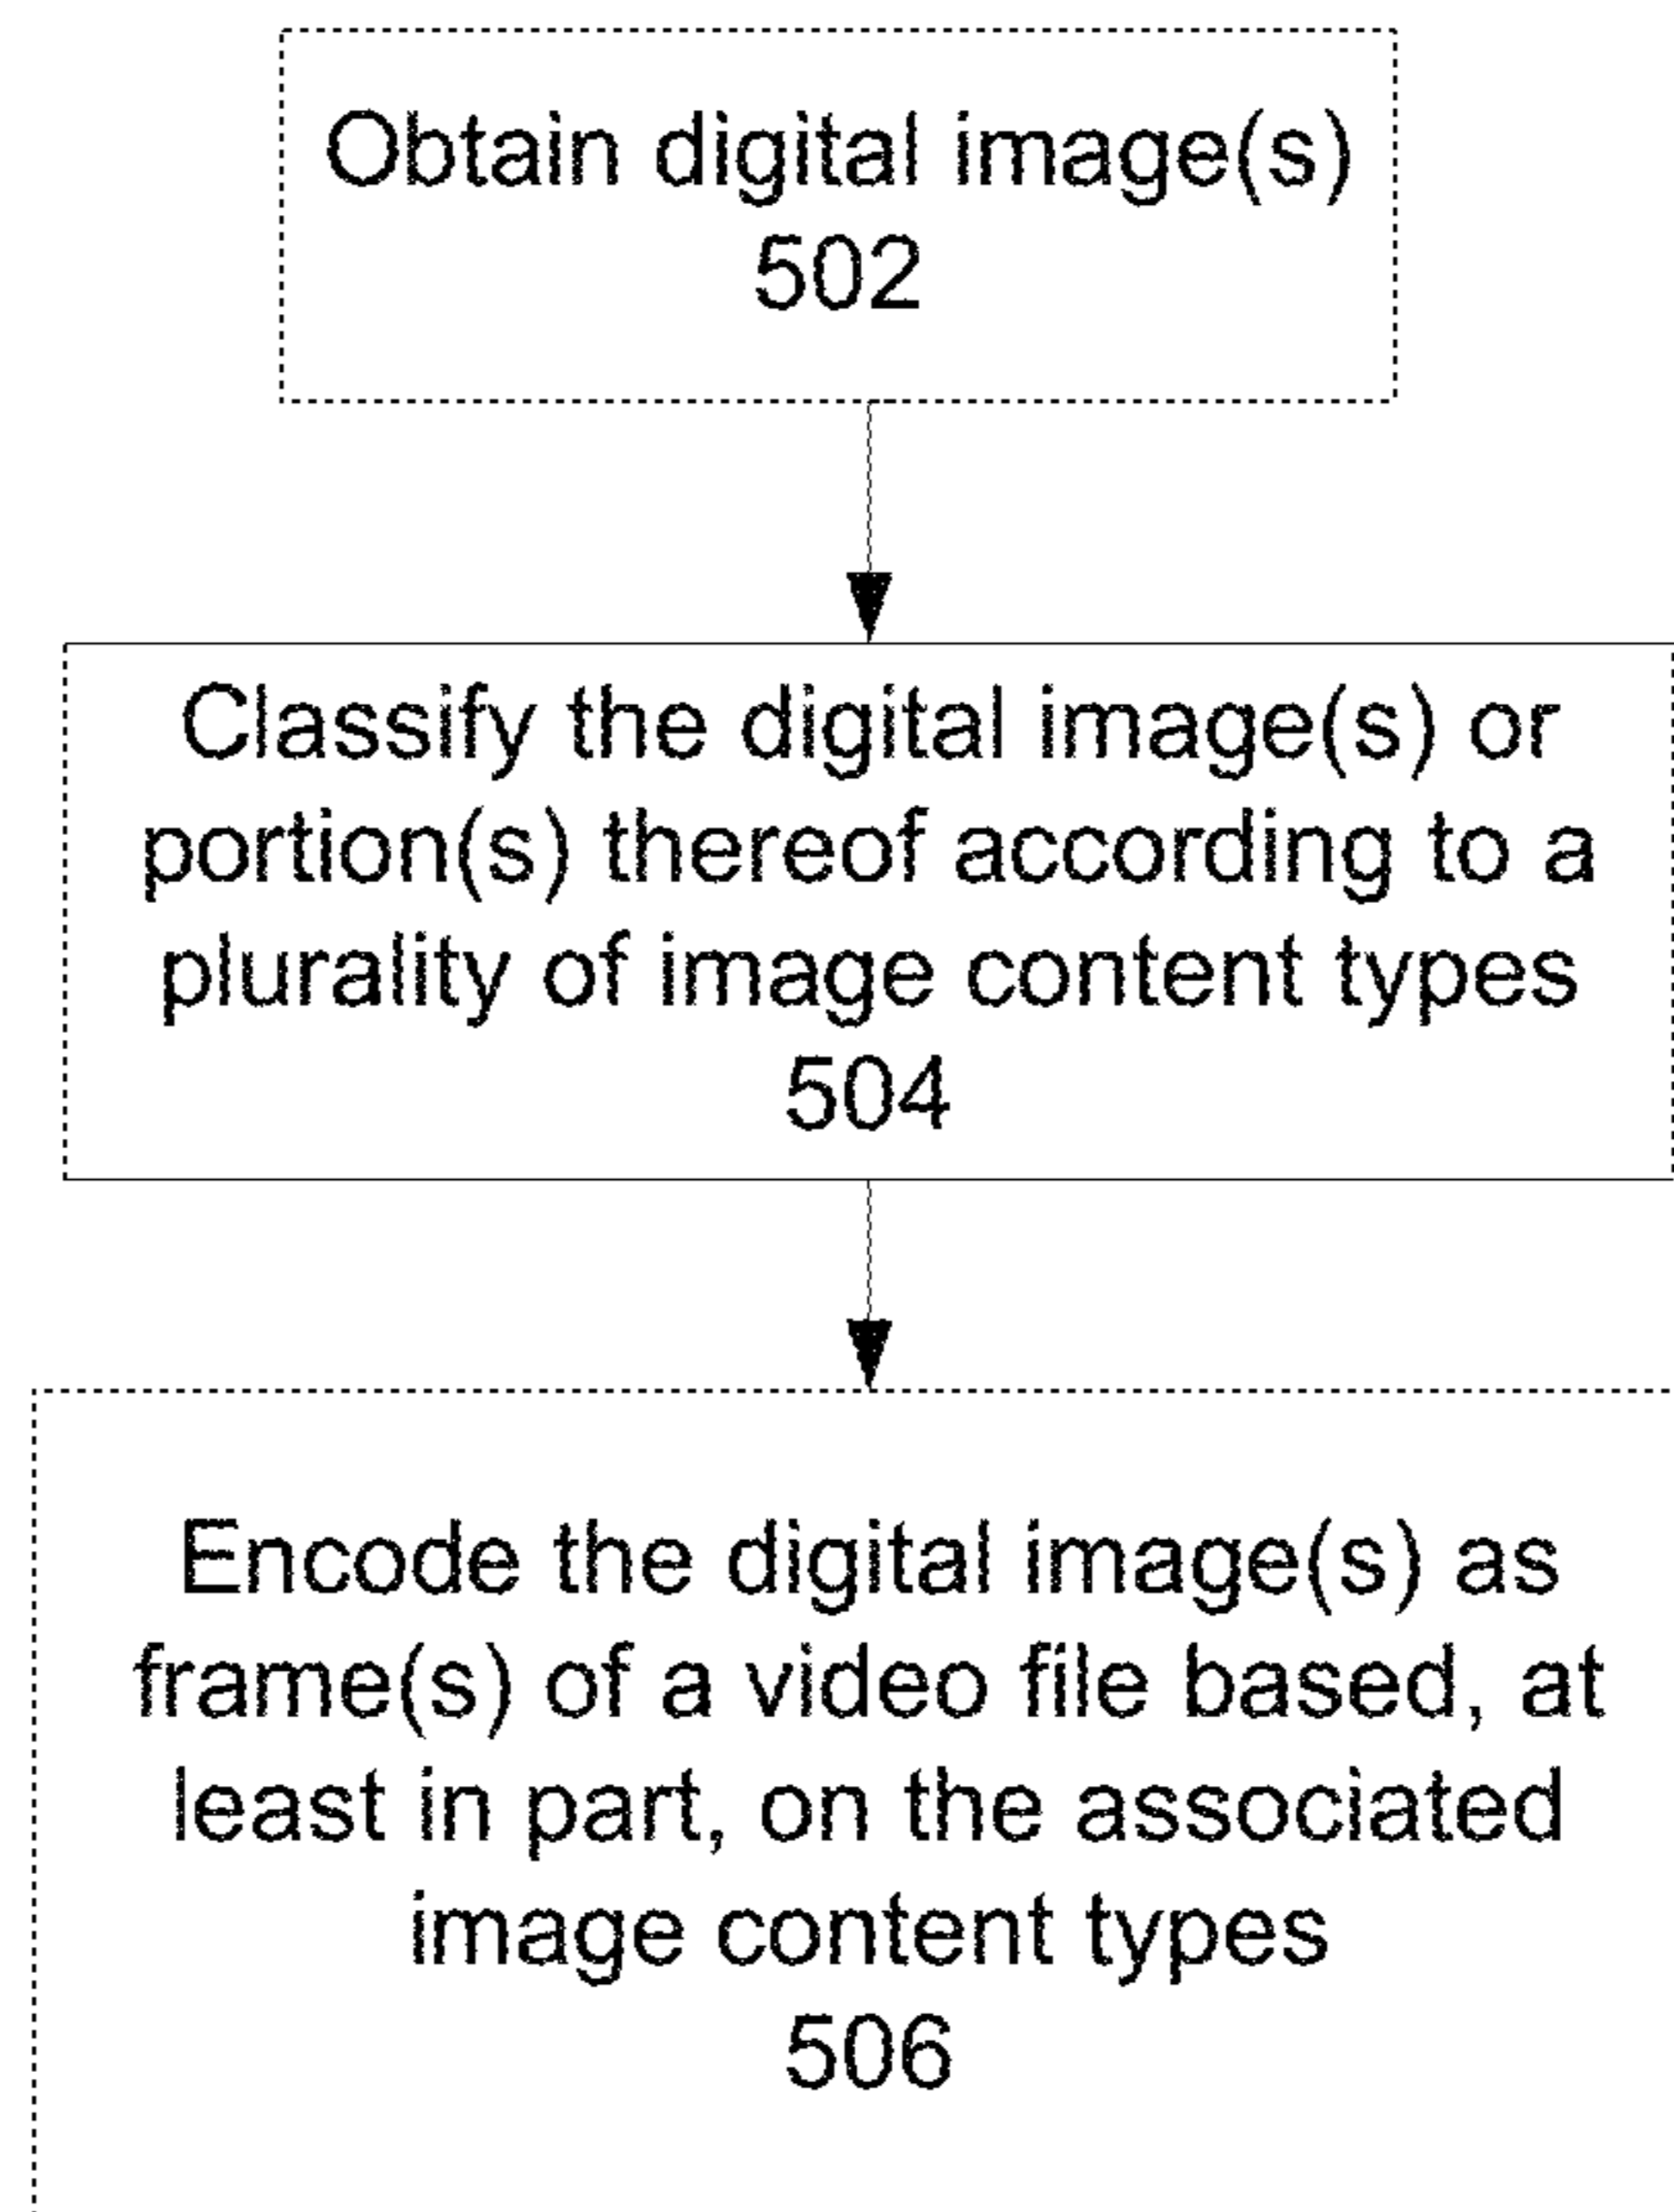 Obtain digital image(s)
502
Classify the digital image(s) or
portion(s) thereof according to a
plurality of image content types
504
Encode the digital image(s) as
frame(s) of a video file based, at
least in part, on the associated
image content types
506